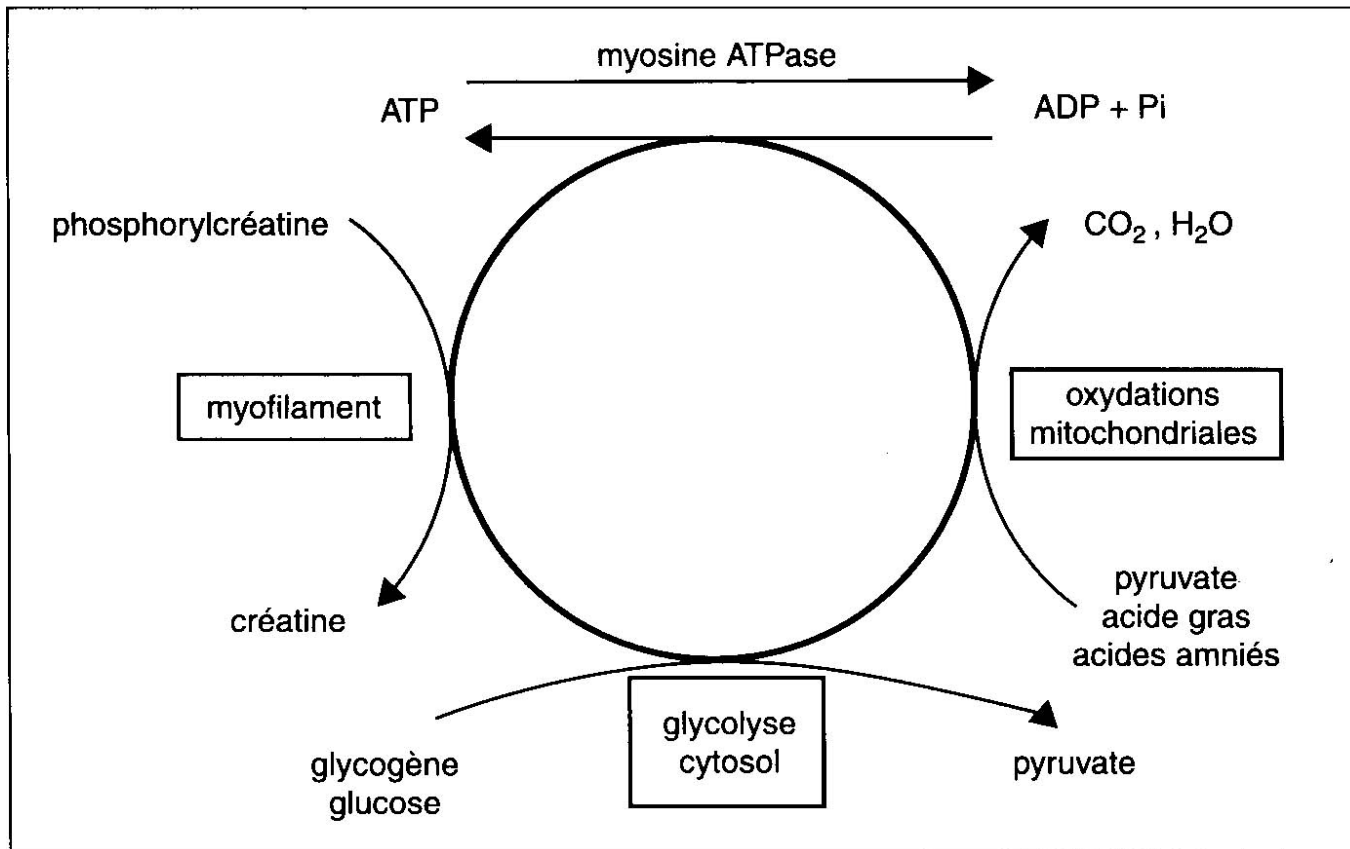 myosine ATPase
ATP
ADP + Pi
phosphorylcréatine
CO₂ , H₂O
myofilament
oxydations
mitochondriales
créatine
pyruvate
acide gras
acides amniés
glycolyse
cytosol
glycogène
glucose
pyruvate